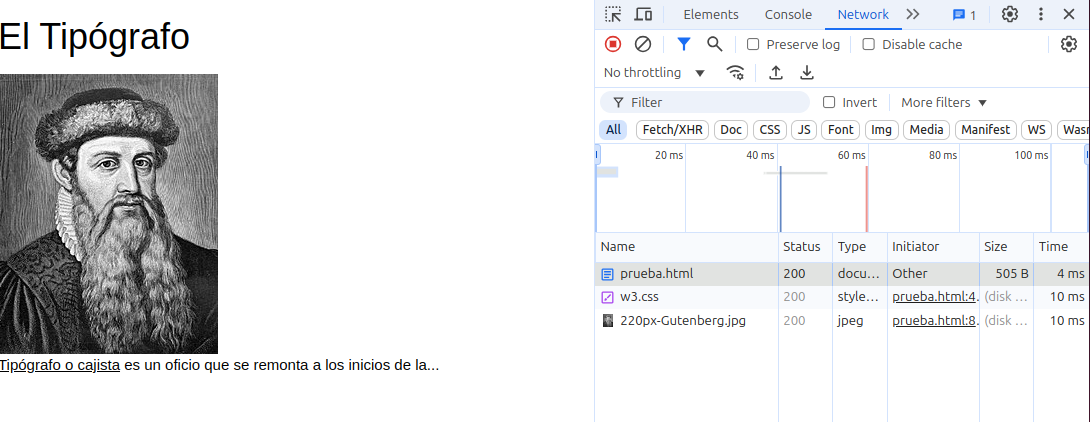 El Tipógrafo
Tipógrafo o cajista es un oficio que se remonta a los inicios de la...
Elements Console Network 1
Preserve log Disable cache
No throttling
Filter Invert More filters
All Fetch/XHR Doc CSS JS Font Img Media Manifest WS Wasm
20 ms 40 ms 60 ms 80 ms 100 ms
Name Status Type Initiator Size Time
prueba.html 200 docu... Other 505 B 4 ms
w3.css 200 style... prueba.html:4. (disk ... 10 ms
220px-Gutenberg.jpg 200 jpeg prueba.html:8. (disk ... 10 ms